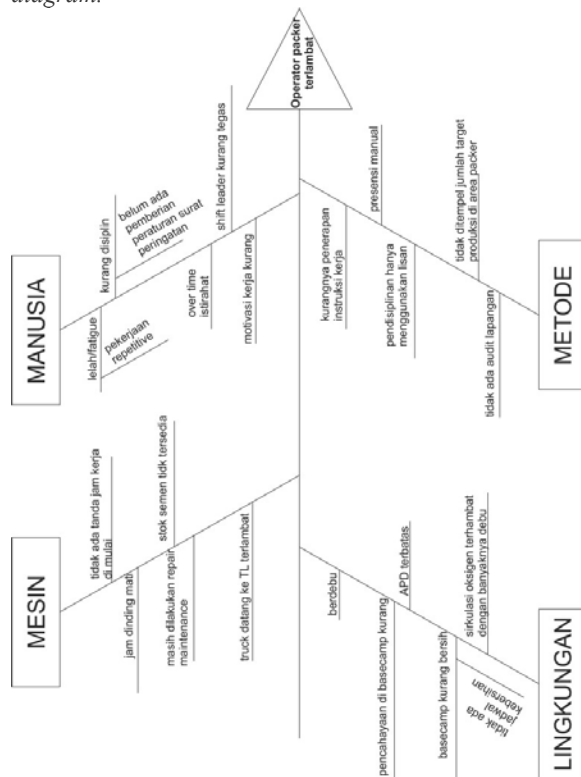 diagram.
Operator packer
terlambat
MESIN
tidak ada tanda jam kerja
di mulai
jam dinding mati
stok semen tidk tersedia
masih dilakukan repair
maintenance
truck datang ke TL terlambat
MANUSIA
lelah/fatigue
pekerjaan
repetitive
kurang disiplin
belum ada
pemberian
peraturan surat
peringatan
over time
istirahat
shift leader kurang tegas
motivasi kerja kurang
LINGKUNGAN
berdebu
pencahayaan di basecamp kurang
APD terbatas
basecamp kurang bersih
tidak ada
jadwal
kebersihan
sirkulasi oksigen terhambat
dengan banyaknya debu
METODE
kurangnya penerapan
instruksi kerja
presensi manual
pendisiplinan hanya
menggunakan lisan
tidak ditempel jumlah target
produksi di area packer
tidak ada audit lapangan